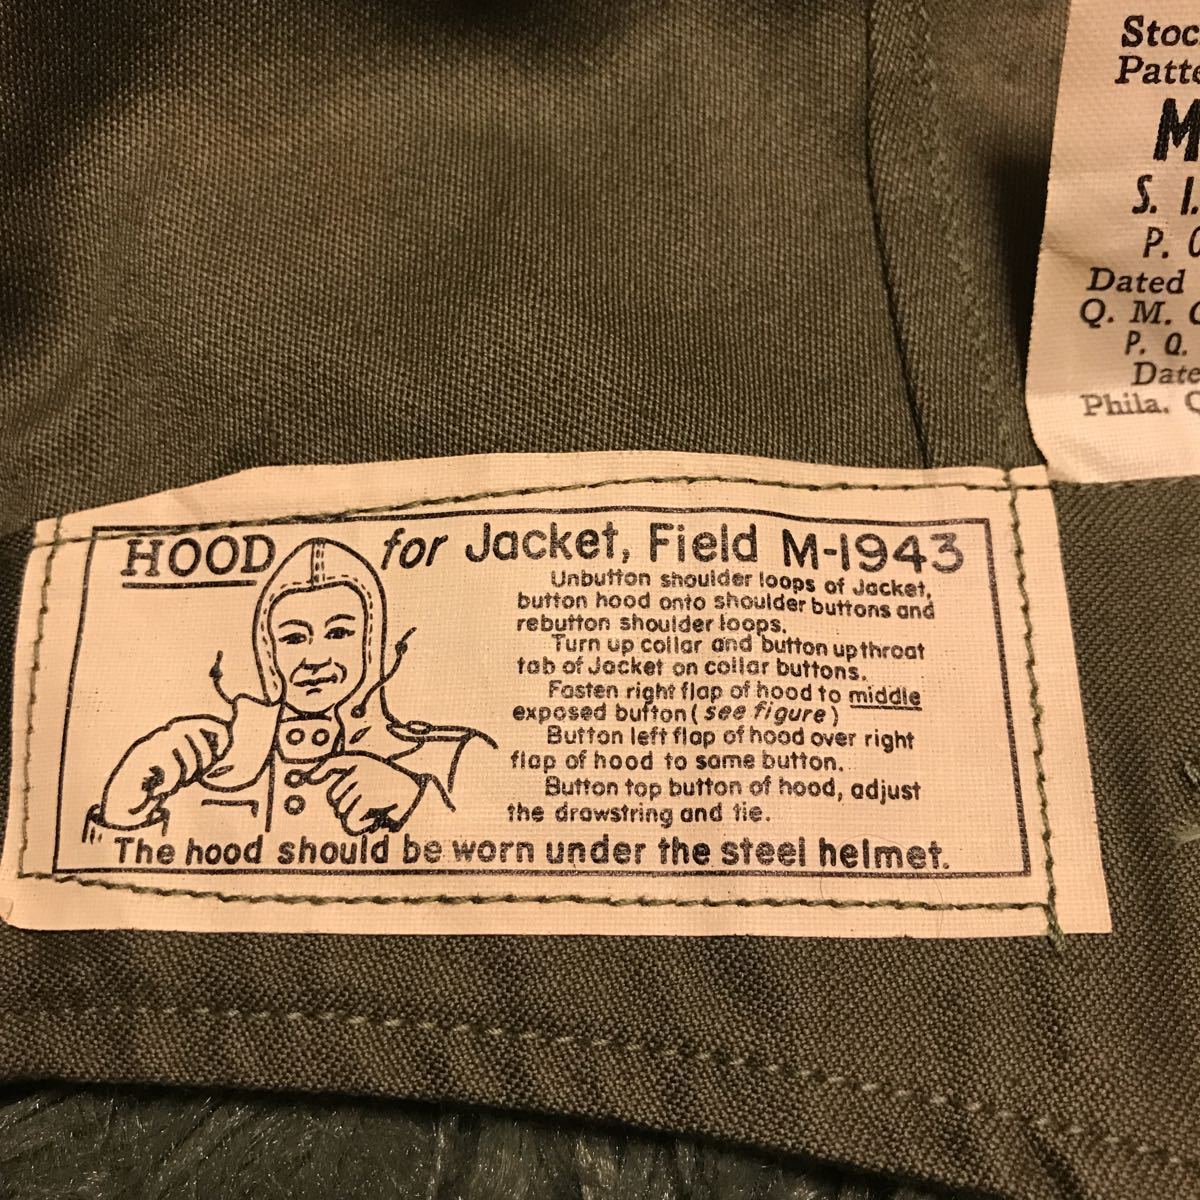 HOOD for Jacket, Field M-1943
Unbutton shoulder loops of Jacket,
button hood onto shoulder buttons and
rebutton shoulder loops.
Turn up collar and button up throat
tab of Jacket on collar buttons.
Fasten right flap of hood to middle
exposed button (see figure)
Button left flap of hood over right
flap of hood to same button.
Button top button of hood, adjust
the drawstring and tie.
The hood should be worn under the steel helmet.
Stoc
Patte
M
S. I.
P. O
Dated
Q. M. C
P. Q.
Date
Phila. Q